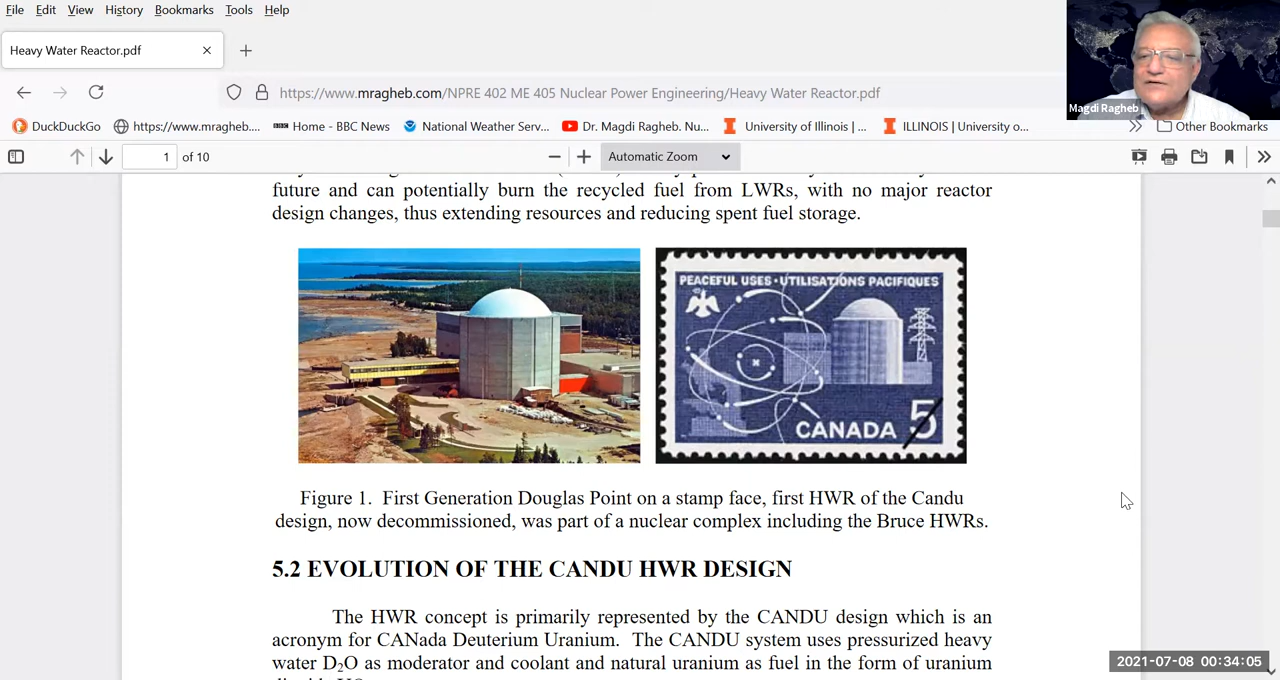 File Edit View History Bookmarks Tools Help
Heavy Water Reactor.pdf
https://www.mragheb.com/NPRE 402 ME 405 Nuclear Power Engineering/Heavy Water Reactor.pdf
Magdi Ragheb
DuckDuckGo https://www.mragheb.... Home - BBC News National Weather Serv... Dr. Magdi Ragheb. Nu... University of Illinois | ... ILLINOIS | University o... Other Bookmarks
1 of 10 Automatic Zoom
future and can potentially burn the recycled fuel from LWRs, with no major reactor
design changes, thus extending resources and reducing spent fuel storage.
PEACEFUL USES · UTILISATIONS PACIFIQUES
CANADA 5
Figure 1. First Generation Douglas Point on a stamp face, first HWR of the Candu
design, now decommissioned, was part of a nuclear complex including the Bruce HWRs.
5.2 EVOLUTION OF THE CANDU HWR DESIGN
The HWR concept is primarily represented by the CANDU design which is an
acronym for CANada Deuterium Uranium. The CANDU system uses pressurized heavy
water D₂O as moderator and coolant and natural uranium as fuel in the form of uranium
2021-07-08 00:34:05